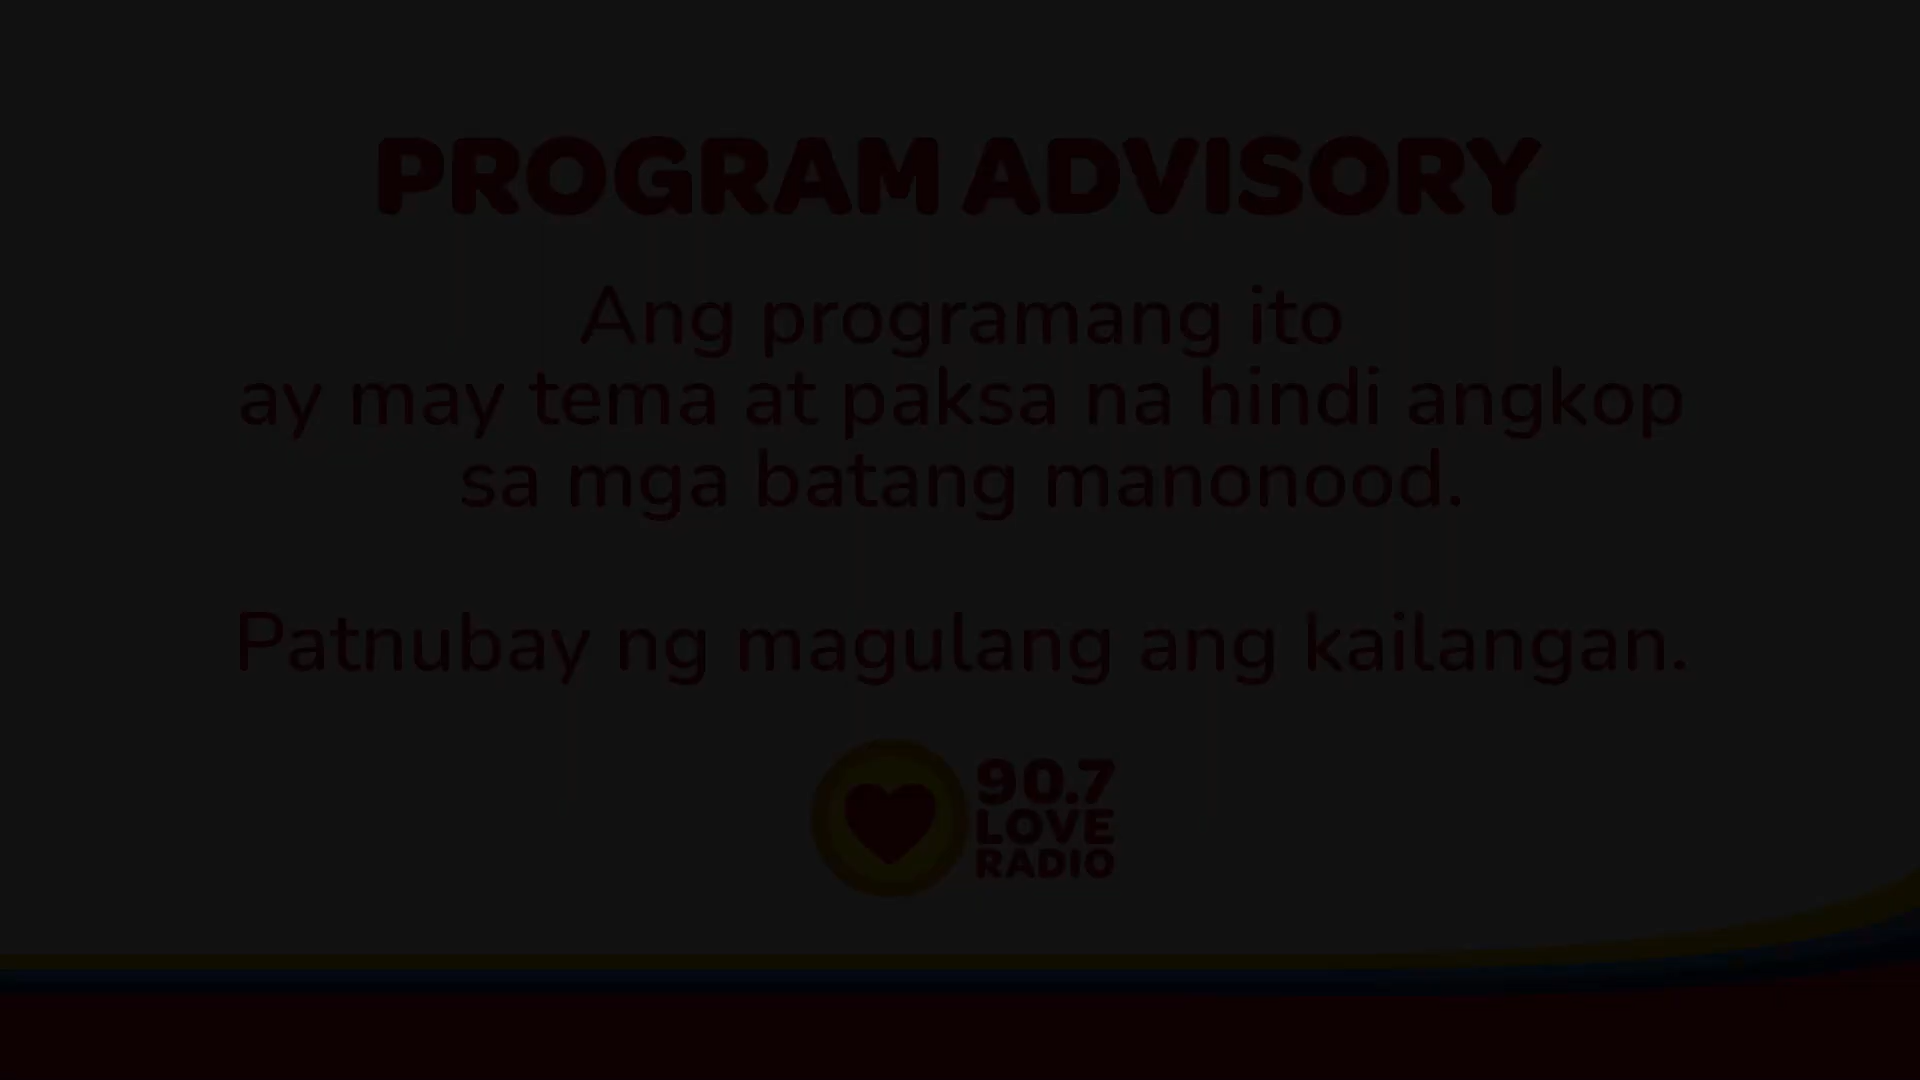 PROGRAM ADVISORY
Ang programang ito
ay may tema at paksa na hindi angkop
sa mga batang manonood.
Patnubay ng magulang ang kailangan.
90.7
LOVE
RADIO